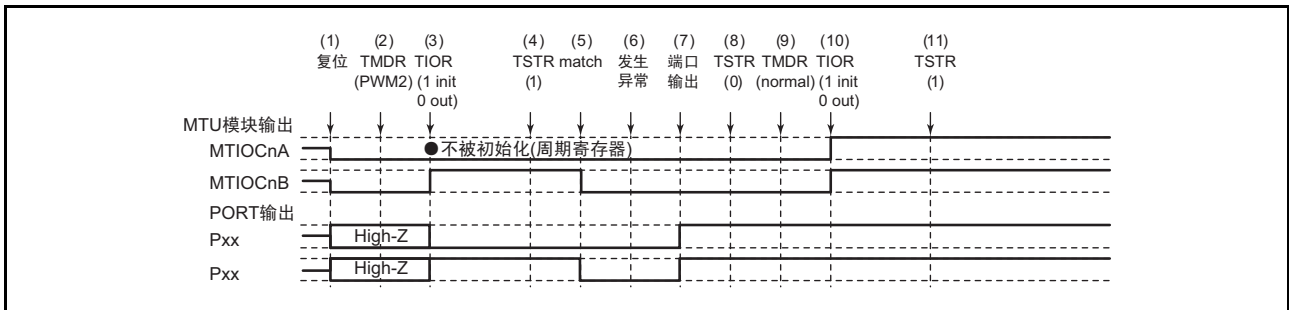 (1) (2) (3) (4) (5) (6) (7) (8) (9) (10) (11)
复位 TMDR TIOR TSTR match 发生 端口 TSTR TMDR TIOR TSTR
(PWM2) (1 init (1) 异常 输出 (0) (normal) (1 init (1)
0 out) 0 out)
MTU模块输出
MTIOCnA ●不被初始化(周期寄存器)
MTIOCnB
PORT输出
Pxx High-Z
Pxx High-Z